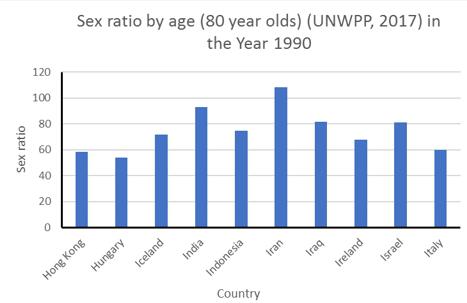 Sex ratio by age (80 year olds) (UNWPP, 2017) in
the Year 1990
Sex ratio
120
100
80
60
40
20
0
Hong Kong
Hungary
Iceland
India
Indonesia
Iran
Iraq
Ireland
Israel
Italy
Country